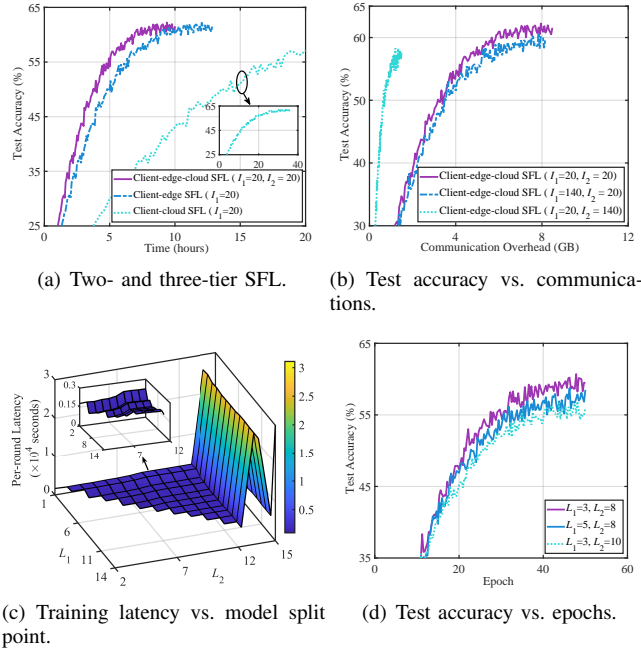 65
55
45
35
25
Test Accuracy (%)
65
45
25
0 20 40
Client-edge-cloud SFL ( I1=20, I2 = 20)
Client-edge SFL ( I1=20)
Client-cloud SFL ( I1=20)
0 5 10 15 20
Time (hours)
(a) Two- and three-tier SFL.
65
60
50
40
30
Test Accuracy (%)
Client-edge-cloud SFL ( I1=20, I2 = 20)
Client-edge-cloud SFL ( I1=140, I2 = 20)
Client-edge-cloud SFL ( I1=20, I2 = 140)
0 4 8 12
Communication Overhead (GB)
(b) Test accuracy vs. communica-
tions.
3
2
1
0
Per-round Latency
(×10⁴ seconds)
0.3
0.15
0
2
8
14
7
12
1
6
11
14
L1
2
7
12
15
L2
3
2.5
2
1.5
1
0.5
(c) Training latency vs. model split
point.
65
55
45
35
Test Accuracy (%)
L1=3, L2=8
L1=5, L2=8
L1=3, L2=10
0 20 40 60
Epoch
(d) Test accuracy vs. epochs.